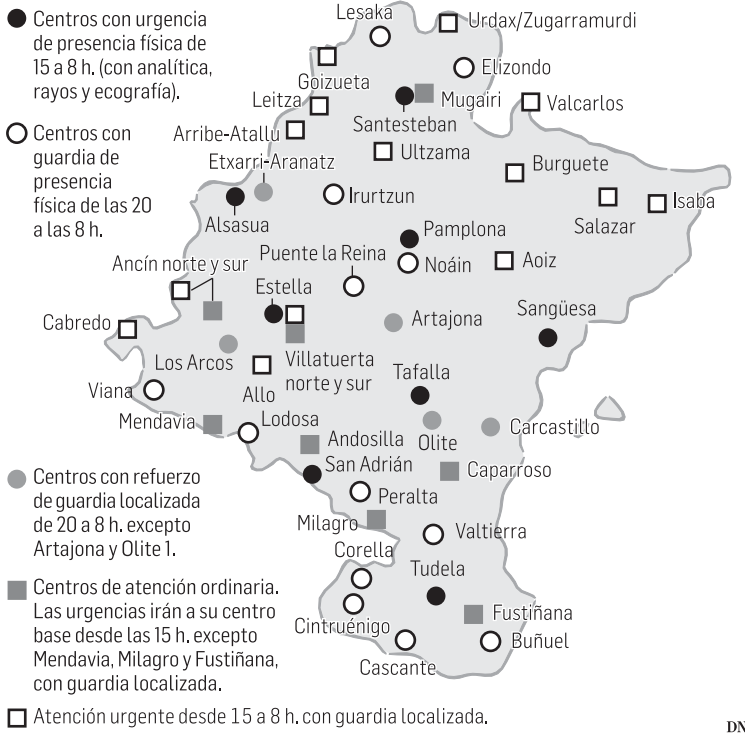 Centros con urgencia
de presencia física de
15 a 8 h. (con analítica,
rayos y ecografía).
Centros con
guardia de
presencia
física de las 20
a las 8 h.
Lesaka
Urdax/Zugarramurdi
Elizondo
Goizueta
Leitza
Mugairi
Valcarlos
Santesteban
Arribe-Atallu
Ultzama
Etxarri-Aranatz
Burguete
Irurtzun
Isaba
Alsasua
Salazar
Pamplona
Puente la Reina
Ancín norte y sur
Noáin
Aoiz
Estella
Sangüesa
Cabredo
Artajona
Los Arcos
Villatuerta
norte y sur
Tafalla
Viana
Allo
Mendavia
Lodosa
Carcastillo
Andosilla
Olite
San Adrián
Caparroso
Peralta
Milagro
Valtierra
Corella
Tudela
Fustiñana
Cintruénigo
Buñuel
Cascante
Centros con refuerzo
de guardia localizada
de 20 a 8 h. excepto
Artajona y Olite 1.
Centros de atención ordinaria.
Las urgencias irán a su centro
base desde las 15 h. excepto
Mendavia, Milagro y Fustiñana,
con guardia localizada.
Atención urgente desde 15 a 8 h. con guardia localizada.
DN